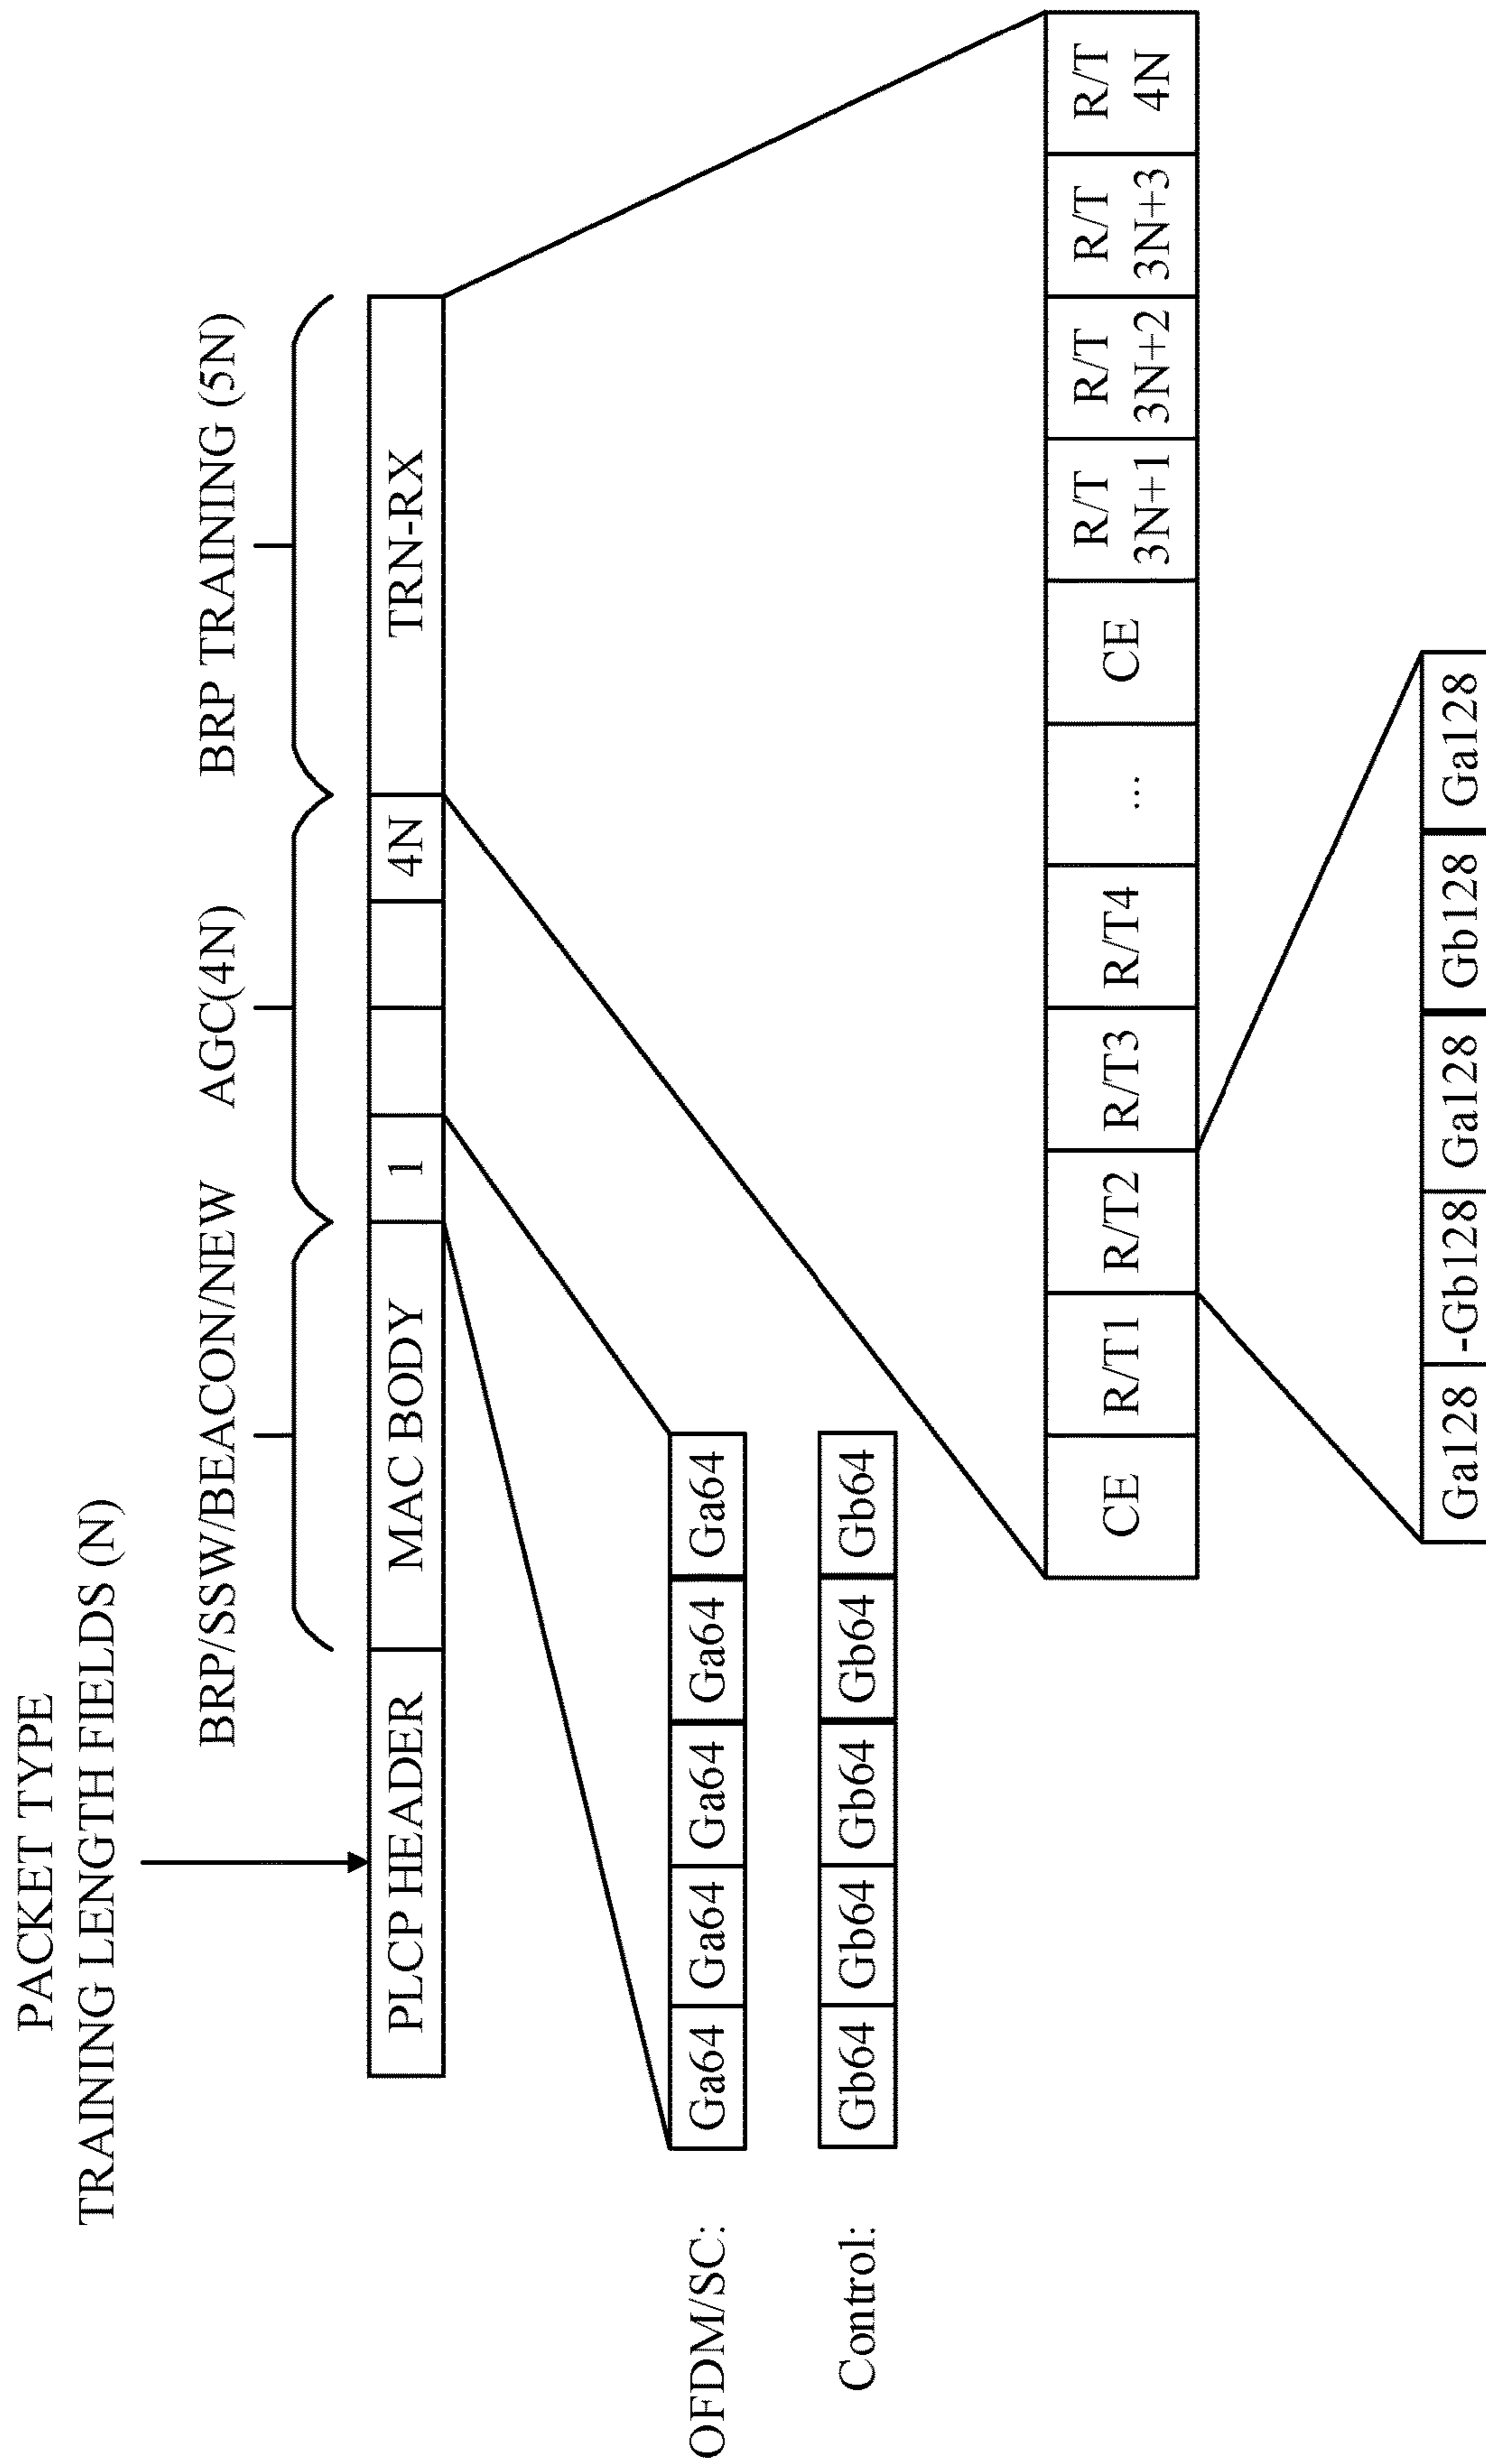 PACKET TYPE
TRAINING LENGTH FIELDS (N)
BRP/SSW/BEACON/NEW AGC(4N) BRP TRAINING (5N)
PLCP HEADER MAC BODY 1 4N TRN-RX
OFDM/SC: Ga64 Ga64 Ga64 Ga64 Ga64
Control: Gb64 Gb64 Gb64 Gb64 Gb64
CE R/T1 R/T2 R/T3 R/T4 ... CE R/T 3N+1 R/T 3N+2 R/T 3N+3 R/T 4N
Ga128 -Gb128 Ga128 Gb128 Ga128